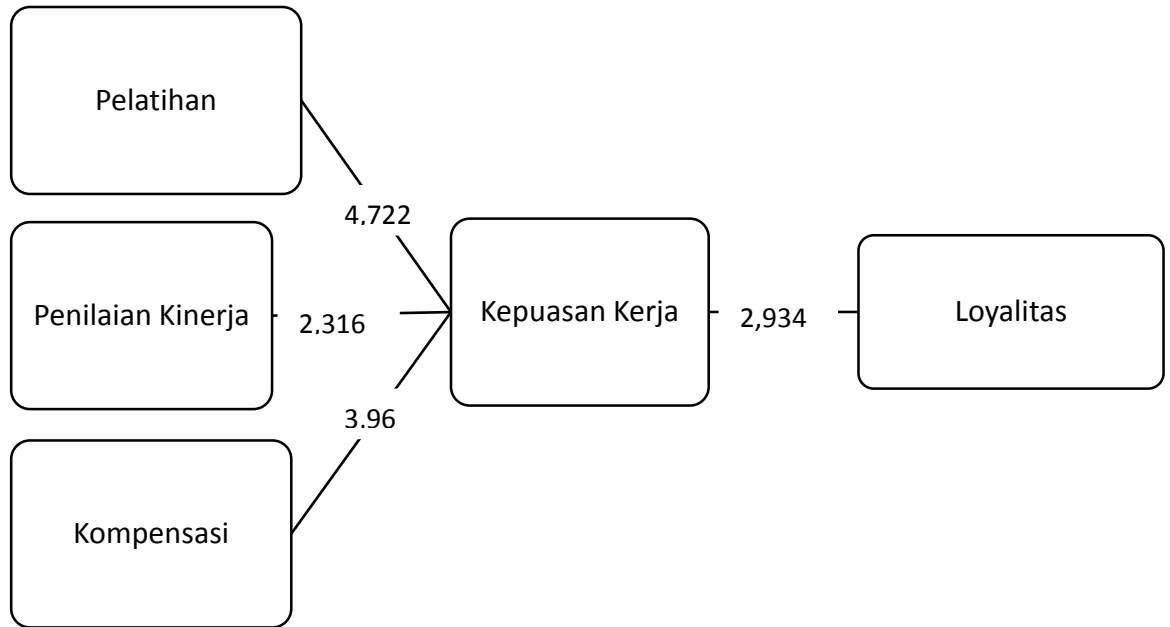 Pelatihan
4,722
Penilaian Kinerja
2,316
Kepuasan Kerja
2,934
Loyalitas
3,96
Kompensasi